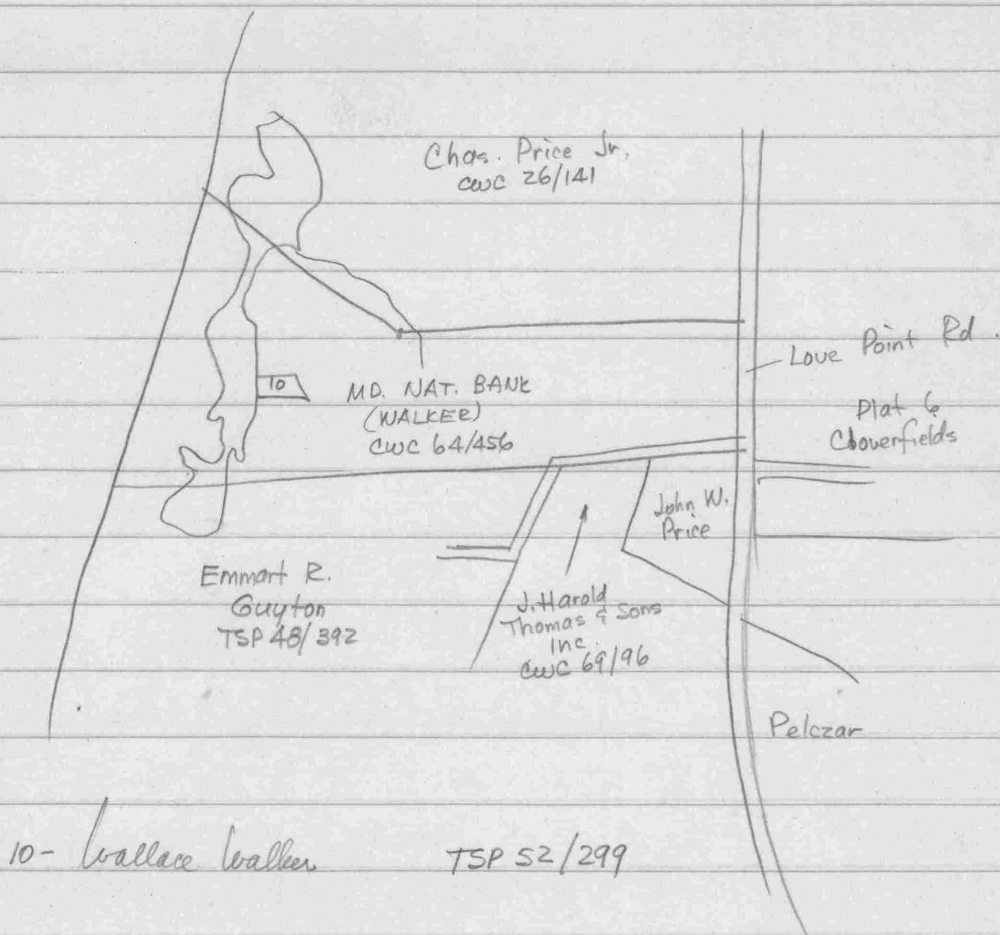 Chas. Price Jr.
CWC 26/141
Love Point Rd.
10
MD. NAT. BANK
(WALKER)
CWC 64/456
Plat 6
Cloverfields
John W.
Price
Emmart R.
Guyton
TSP 48/392
J. Harold
Thomas & Sons
Inc.
CWC 69/96
Pelczar
10- Wallace Walker TSP 52/299